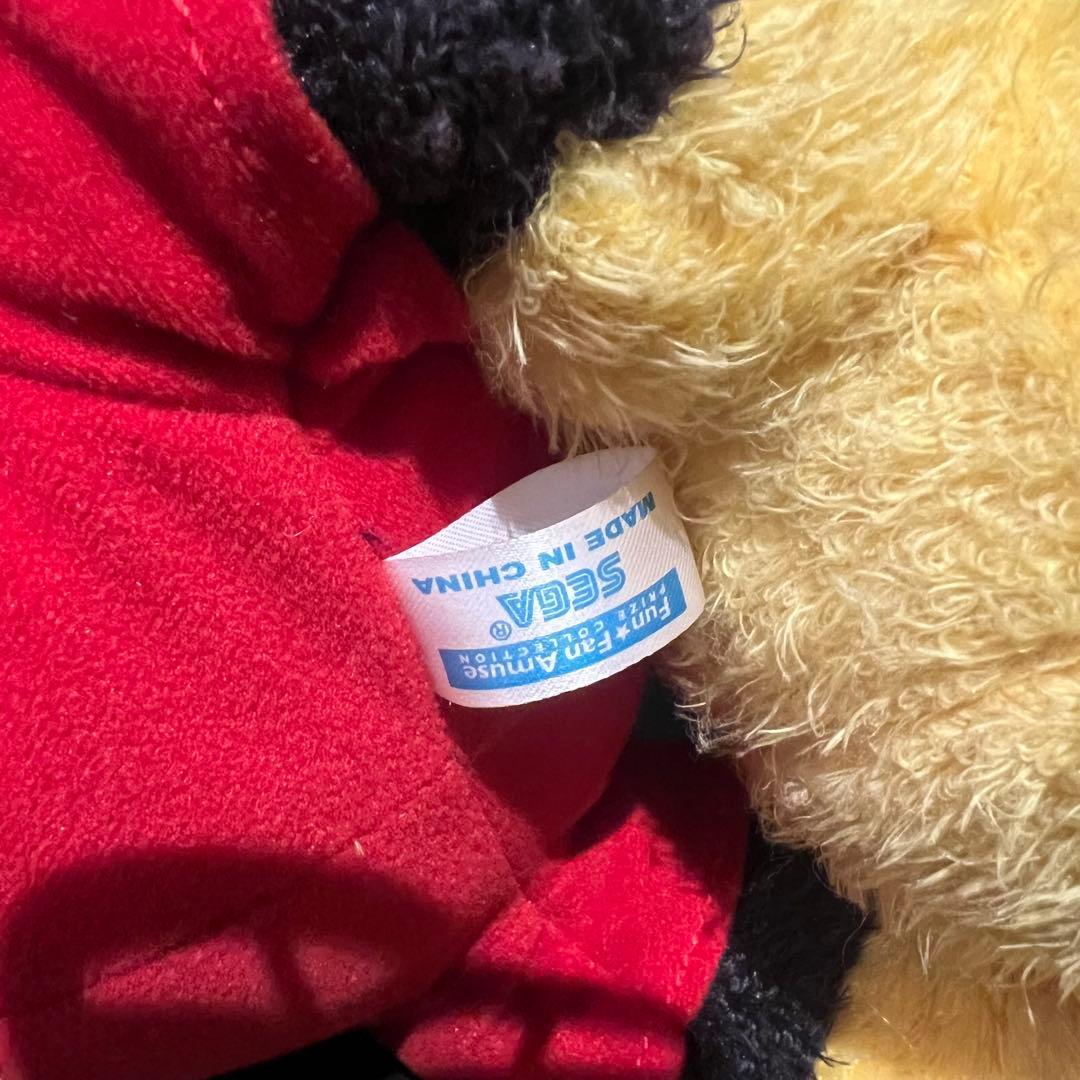 Fun★Fan Amuse
PRIZE COLLECTION
SEGA®
MADE IN CHINA